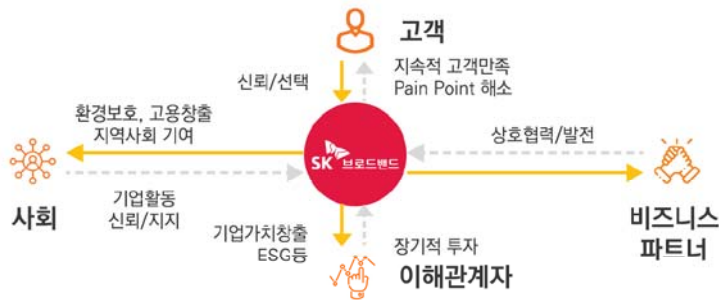 고객
신뢰/선택
지속적 고객만족
Pain Point 해소
환경보호, 고용창출
지역사회 기여
SK 브로드밴드
상호협력/발전
사회
기업활동
신뢰/지지
비즈니스
파트너
기업가치창출
ESG등
장기적 투자
이해관계자